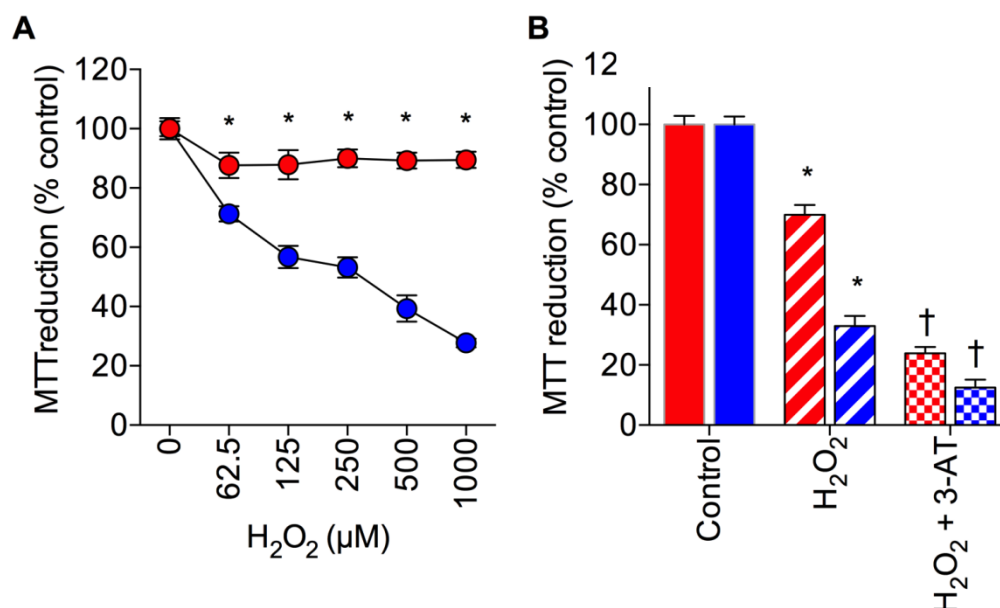 A
MTTreduction (% control)
120
100
80
60
40
20
0
* * * * *
0 62.5 125 250 500 1000
H₂O₂ (µM)
B
MTT reduction (% control)
12
100
80
60
40
20
0
*
*
†
†
Control
H₂O₂
H₂O₂ + 3-AT